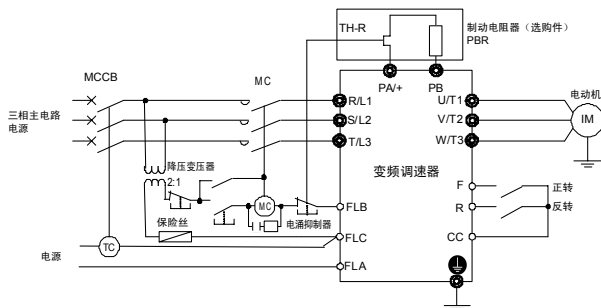 TH-R
制动电阻器（选购件）
PBR
MCCB
MC
PA/+
PB
三相主电路
电源
R/L1
S/L2
T/L3
U/T1
V/T2
W/T3
电动机
IM
降压变压器
2:1
变频调速器
MC
电涌抑制器
保险丝
FLB
FLC
FLA
F
R
CC
正转
反转
TC
电源